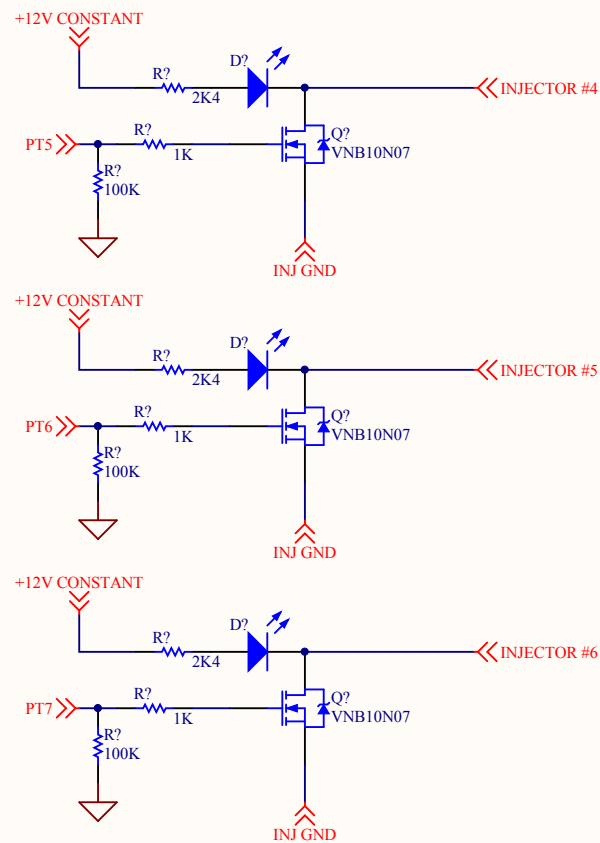 +12V CONSTANT
R?
2K4
D?
INJECTOR #4
PT5
R?
1K
R?
100K
Q?
VNB10N07
INJ GND
+12V CONSTANT
R?
2K4
D?
INJECTOR #5
PT6
R?
1K
R?
100K
Q?
VNB10N07
INJ GND
+12V CONSTANT
R?
2K4
D?
INJECTOR #6
PT7
R?
1K
R?
100K
Q?
VNB10N07
INJ GND